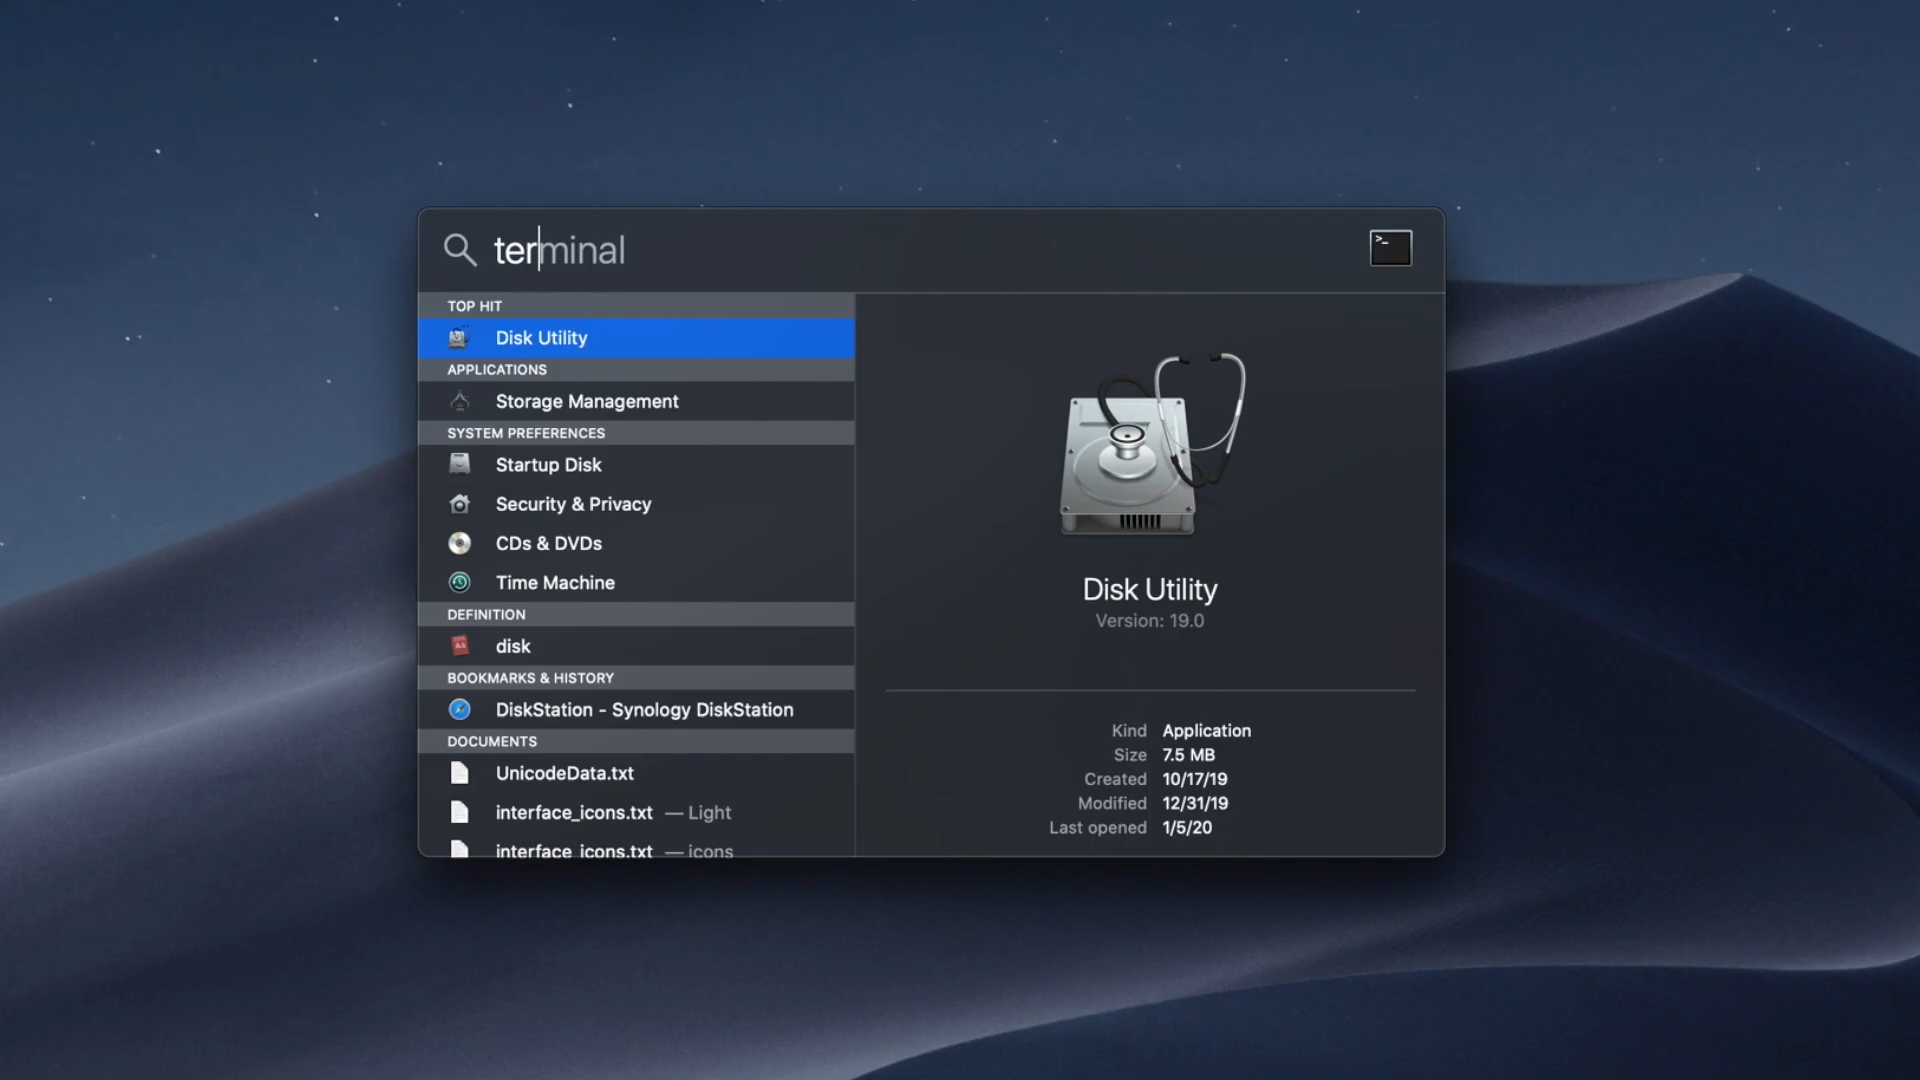 terminal
TOP HIT
Disk Utility
APPLICATIONS
Storage Management
SYSTEM PREFERENCES
Startup Disk
Security & Privacy
CDs & DVDs
Time Machine
DEFINITION
disk
BOOKMARKS & HISTORY
DiskStation - Synology DiskStation
DOCUMENTS
UnicodeData.txt
interface_icons.txt — Light
interface_icons.txt — icons
Disk Utility
Version: 19.0
Kind Application
Size 7.5 MB
Created 10/17/19
Modified 12/31/19
Last opened 1/5/20